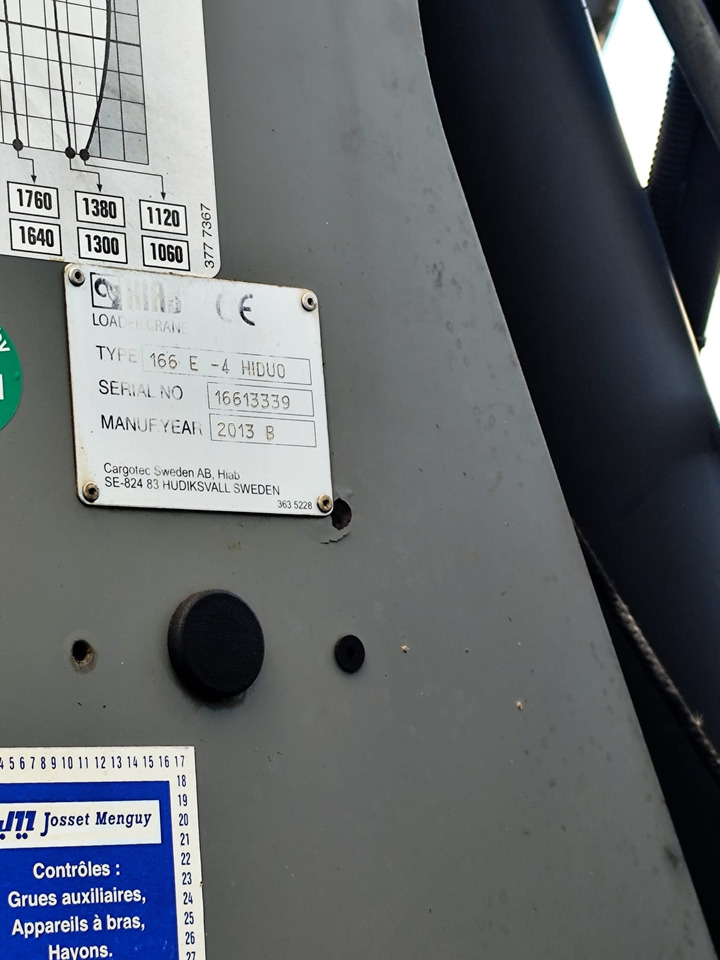 1760 1380 1120
1640 1300 1060
377 7367
HIAB CE
LOADER CRANE
TYPE 166 E -4 HIDUO
SERIAL NO 16613339
MANUF.YEAR 2013 B
Cargotec Sweden AB, Hiab
SE-824 83 HUDIKSVALL SWEDEN
363 5228
4 5 6 7 8 9 10 11 12 13 14 15 16 17
18
19
20
21
22
23
24
25
26
27
Josset Menguy
Contrôles :
Grues auxiliaires,
Appareils à bras,
Hayons.